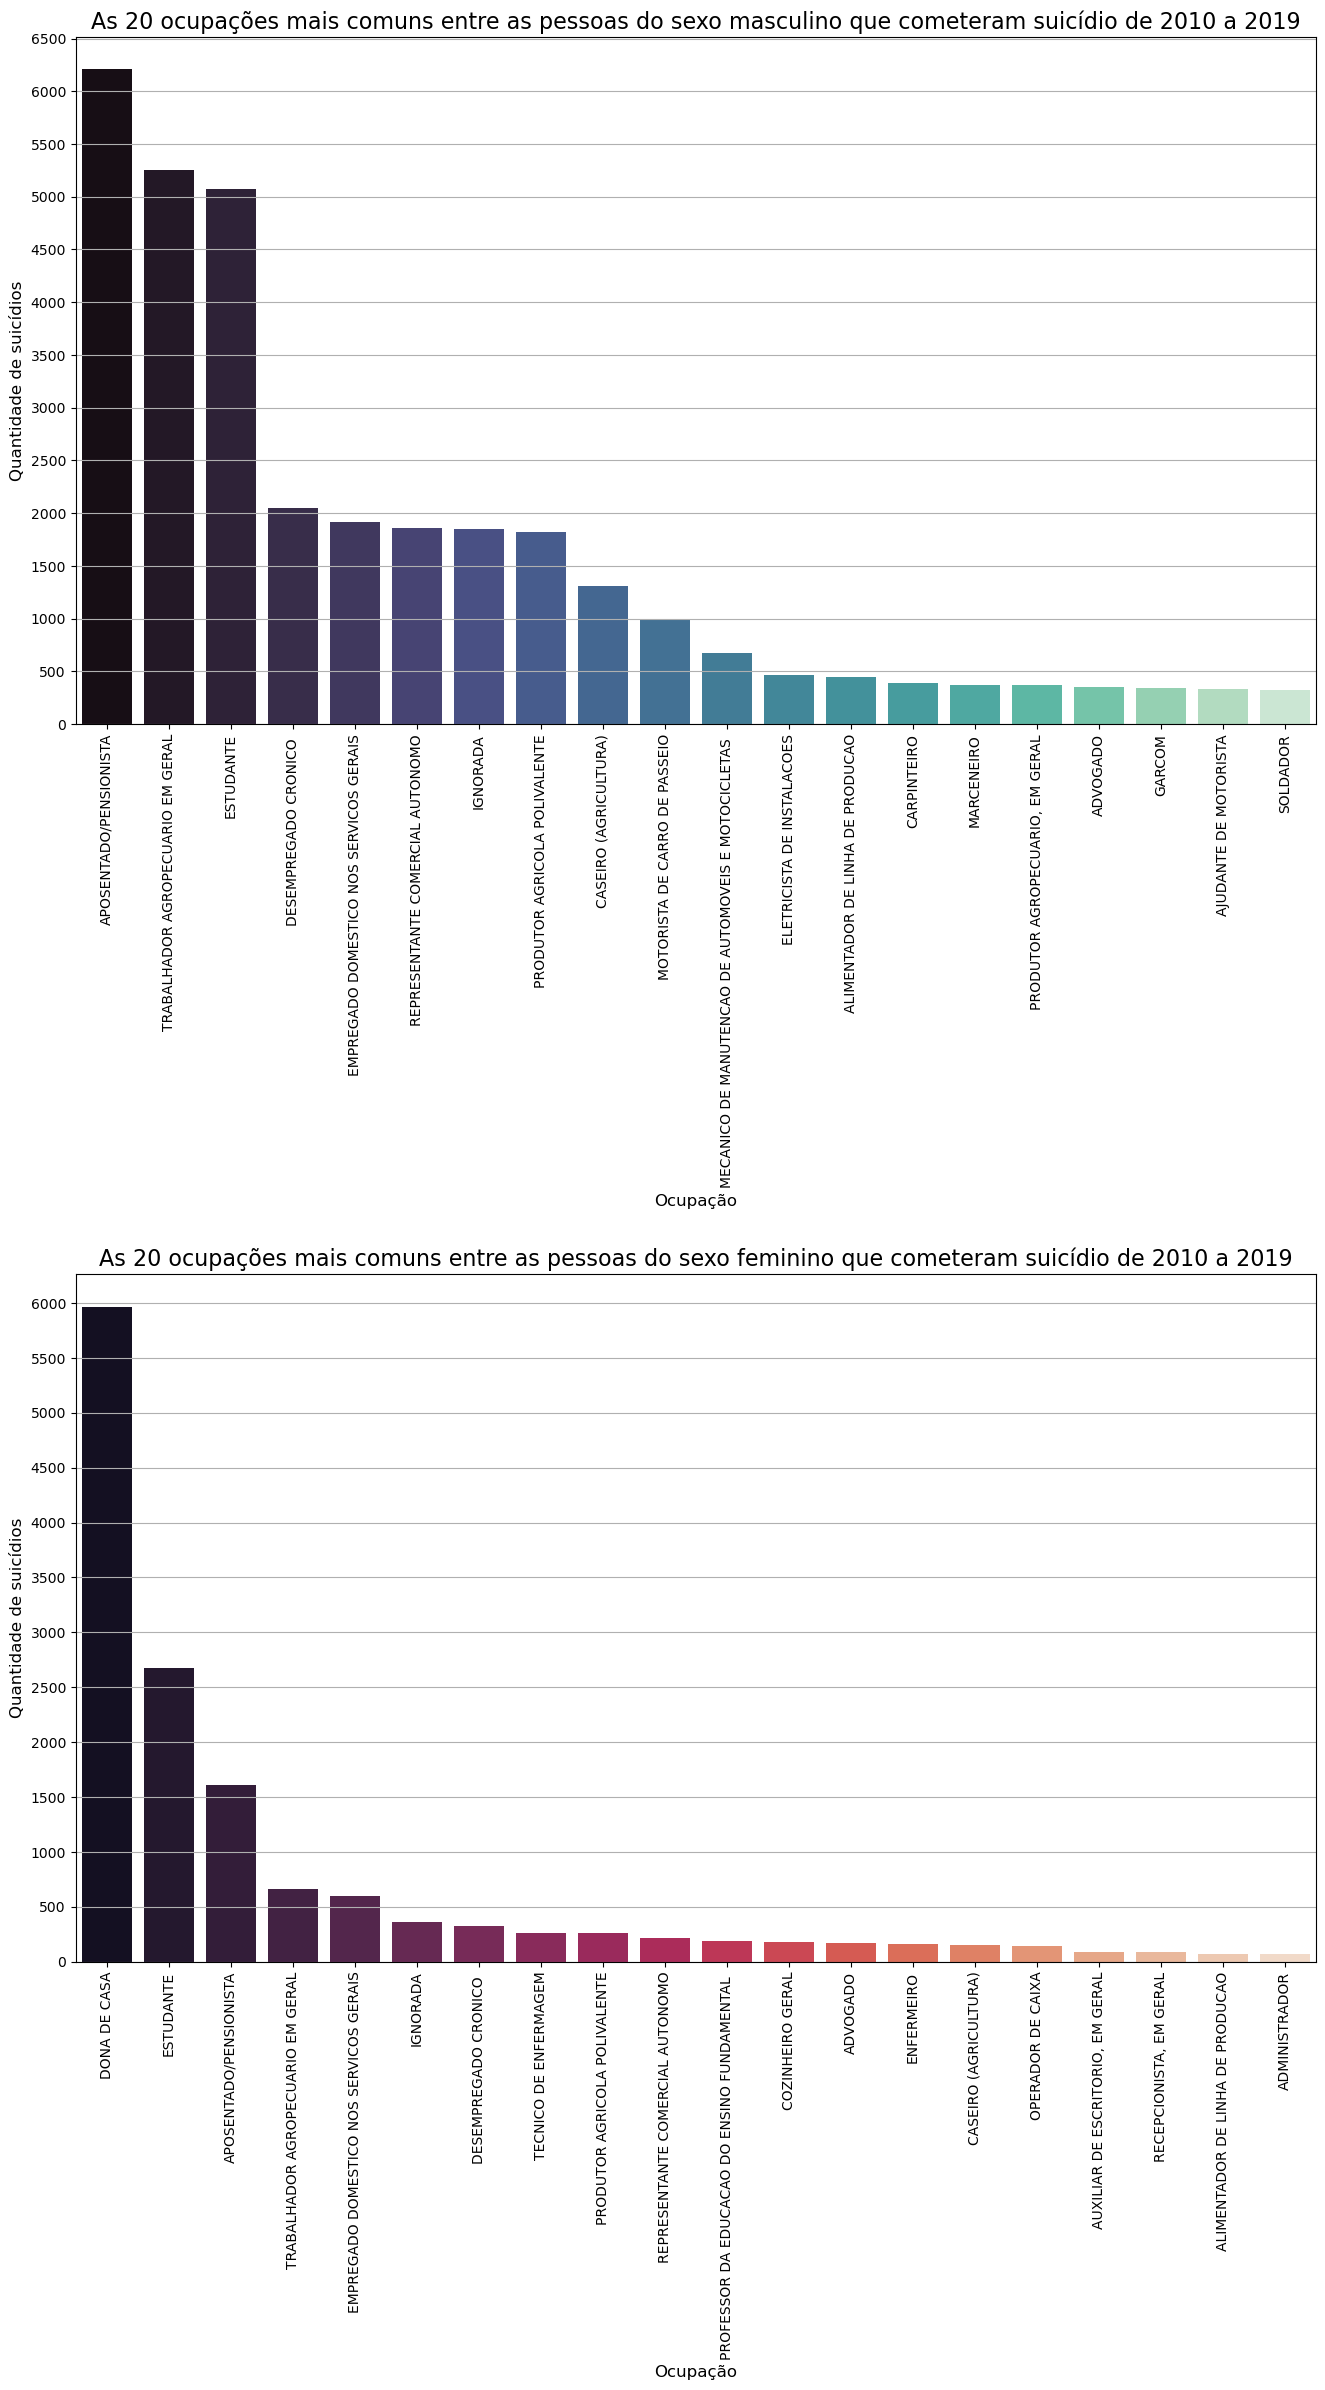 As 20 ocupações mais comuns entre as pessoas do sexo masculino que cometeram suicídio de 2010 a 2019
6500
6000
5500
5000
4500
4000
3500
3000
2500
2000
1500
1000
500
0
Quantidade de suicídios
APOSENTADO/PENSIONISTA
TRABALHADOR AGROPECUARIO EM GERAL
ESTUDANTE
DESEMPREGADO CRONICO
EMPREGADO DOMESTICO NOS SERVICOS GERAIS
REPRESENTANTE COMERCIAL AUTONOMO
IGNORADA
PRODUTOR AGRICOLA POLIVALENTE
CASEIRO (AGRICULTURA)
MOTORISTA DE CARRO DE PASSEIO
MECANICO DE MANUTENCAO DE AUTOMOVEIS E MOTOCICLETAS
ELETRICISTA DE INSTALACOES
ALIMENTADOR DE LINHA DE PRODUCAO
CARPINTEIRO
MARCENEIRO
PRODUTOR AGROPECUARIO, EM GERAL
ADVOGADO
GARCOM
AJUDANTE DE MOTORISTA
SOLDADOR
Ocupação
As 20 ocupações mais comuns entre as pessoas do sexo feminino que cometeram suicídio de 2010 a 2019
6000
5500
5000
4500
4000
3500
3000
2500
2000
1500
1000
500
0
Quantidade de suicídios
DONA DE CASA
ESTUDANTE
APOSENTADO/PENSIONISTA
TRABALHADOR AGROPECUARIO EM GERAL
EMPREGADO DOMESTICO NOS SERVICOS GERAIS
IGNORADA
DESEMPREGADO CRONICO
TECNICO DE ENFERMAGEM
PRODUTOR AGRICOLA POLIVALENTE
REPRESENTANTE COMERCIAL AUTONOMO
PROFESSOR DA EDUCACAO DO ENSINO FUNDAMENTAL
COZINHEIRO GERAL
ADVOGADO
ENFERMEIRO
CASEIRO (AGRICULTURA)
OPERADOR DE CAIXA
AUXILIAR DE ESCRITORIO, EM GERAL
RECEPCIONISTA, EM GERAL
ALIMENTADOR DE LINHA DE PRODUCAO
ADMINISTRADOR
Ocupação